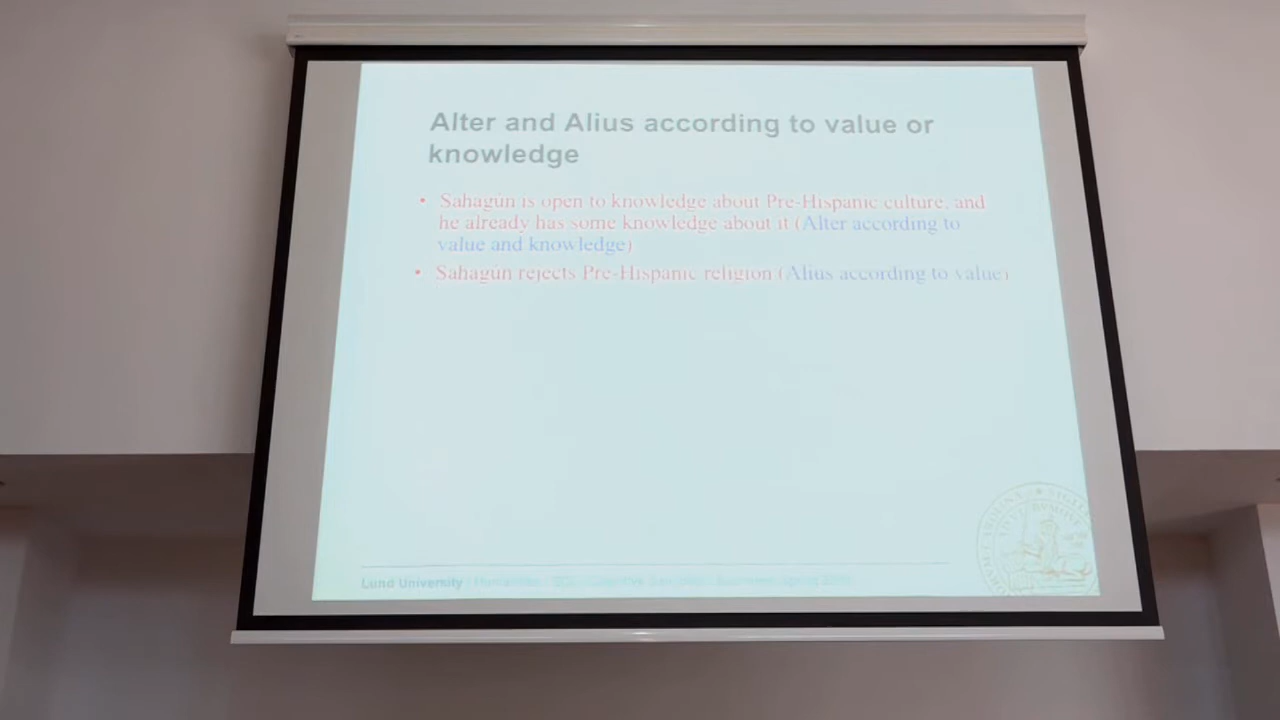 Alter and Alius according to value or
knowledge
• Sahagún is open to knowledge about Pre-Hispanic culture, and
he already has some knowledge about it (Alter according to
value and knowledge)
• Sahagún rejects Pre-Hispanic religion (Alius according to value)
Lund University